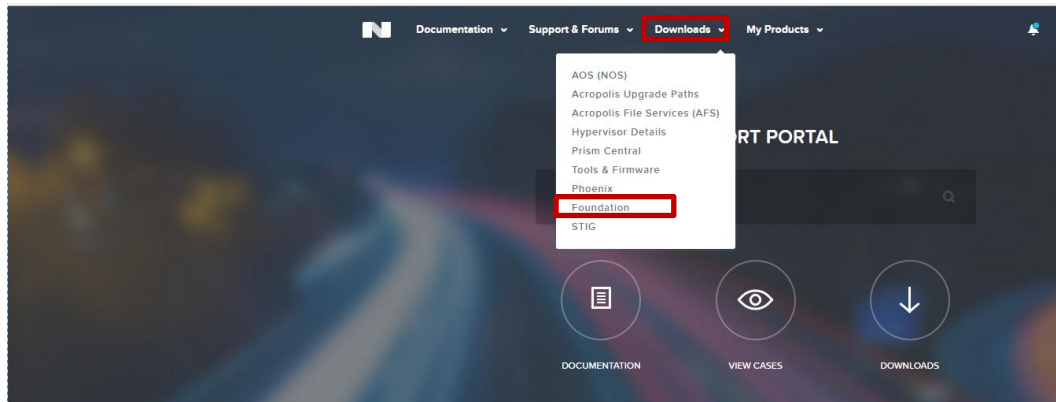 Documentation
Support & Forums
Downloads
My Products
AOS (NOS)
Acropolis Upgrade Paths
Acropolis File Services (AFS)
Hypervisor Details
Prism Central
Tools & Firmware
Phoenix
Foundation
STIG
RT PORTAL
DOCUMENTATION
VIEW CASES
DOWNLOADS